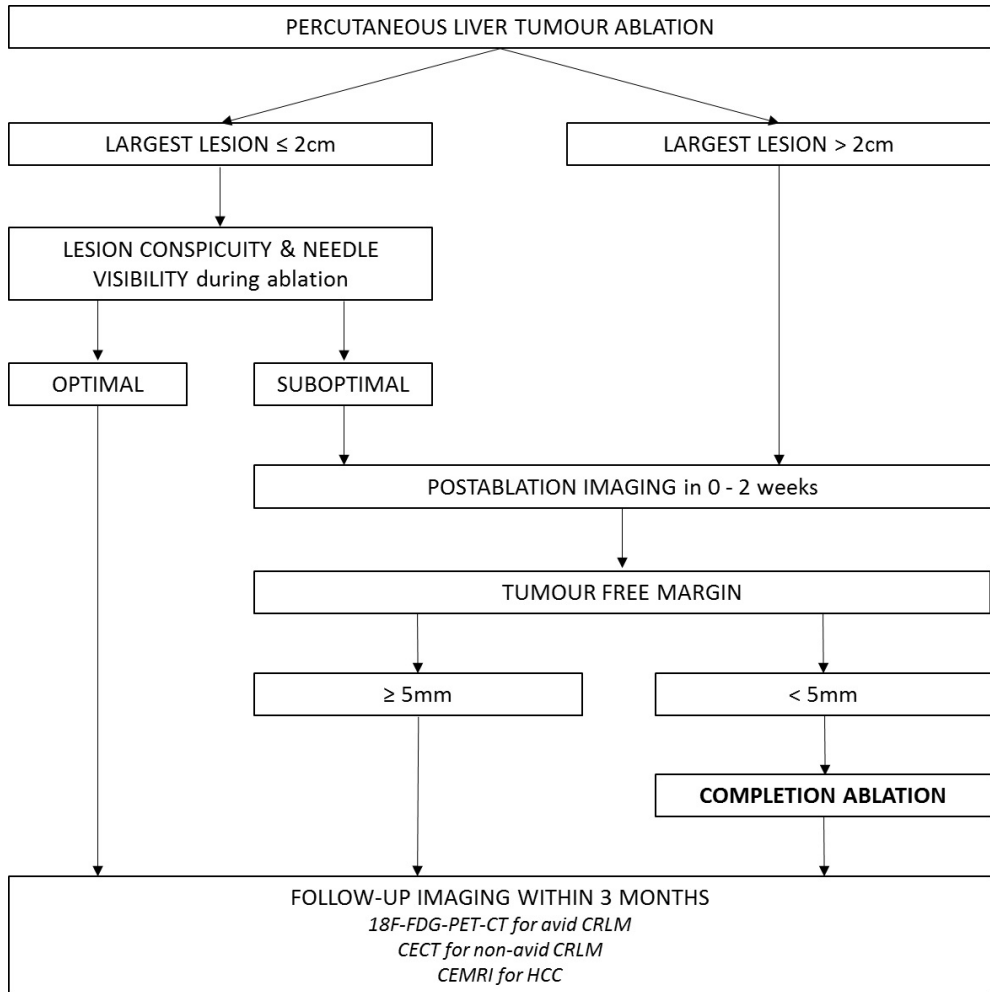 PERCUTANEOUS LIVER TUMOUR ABLATION
LARGEST LESION ≤ 2cm
LARGEST LESION > 2cm
LESION CONSPICUITY & NEEDLE
VISIBILITY during ablation
OPTIMAL
SUBOPTIMAL
POSTABLATION IMAGING in 0 - 2 weeks
TUMOUR FREE MARGIN
≥ 5mm
< 5mm
COMPLETION ABLATION
FOLLOW-UP IMAGING WITHIN 3 MONTHS
18F-FDG-PET-CT for avid CRLM
CECT for non-avid CRLM
CEMRI for HCC